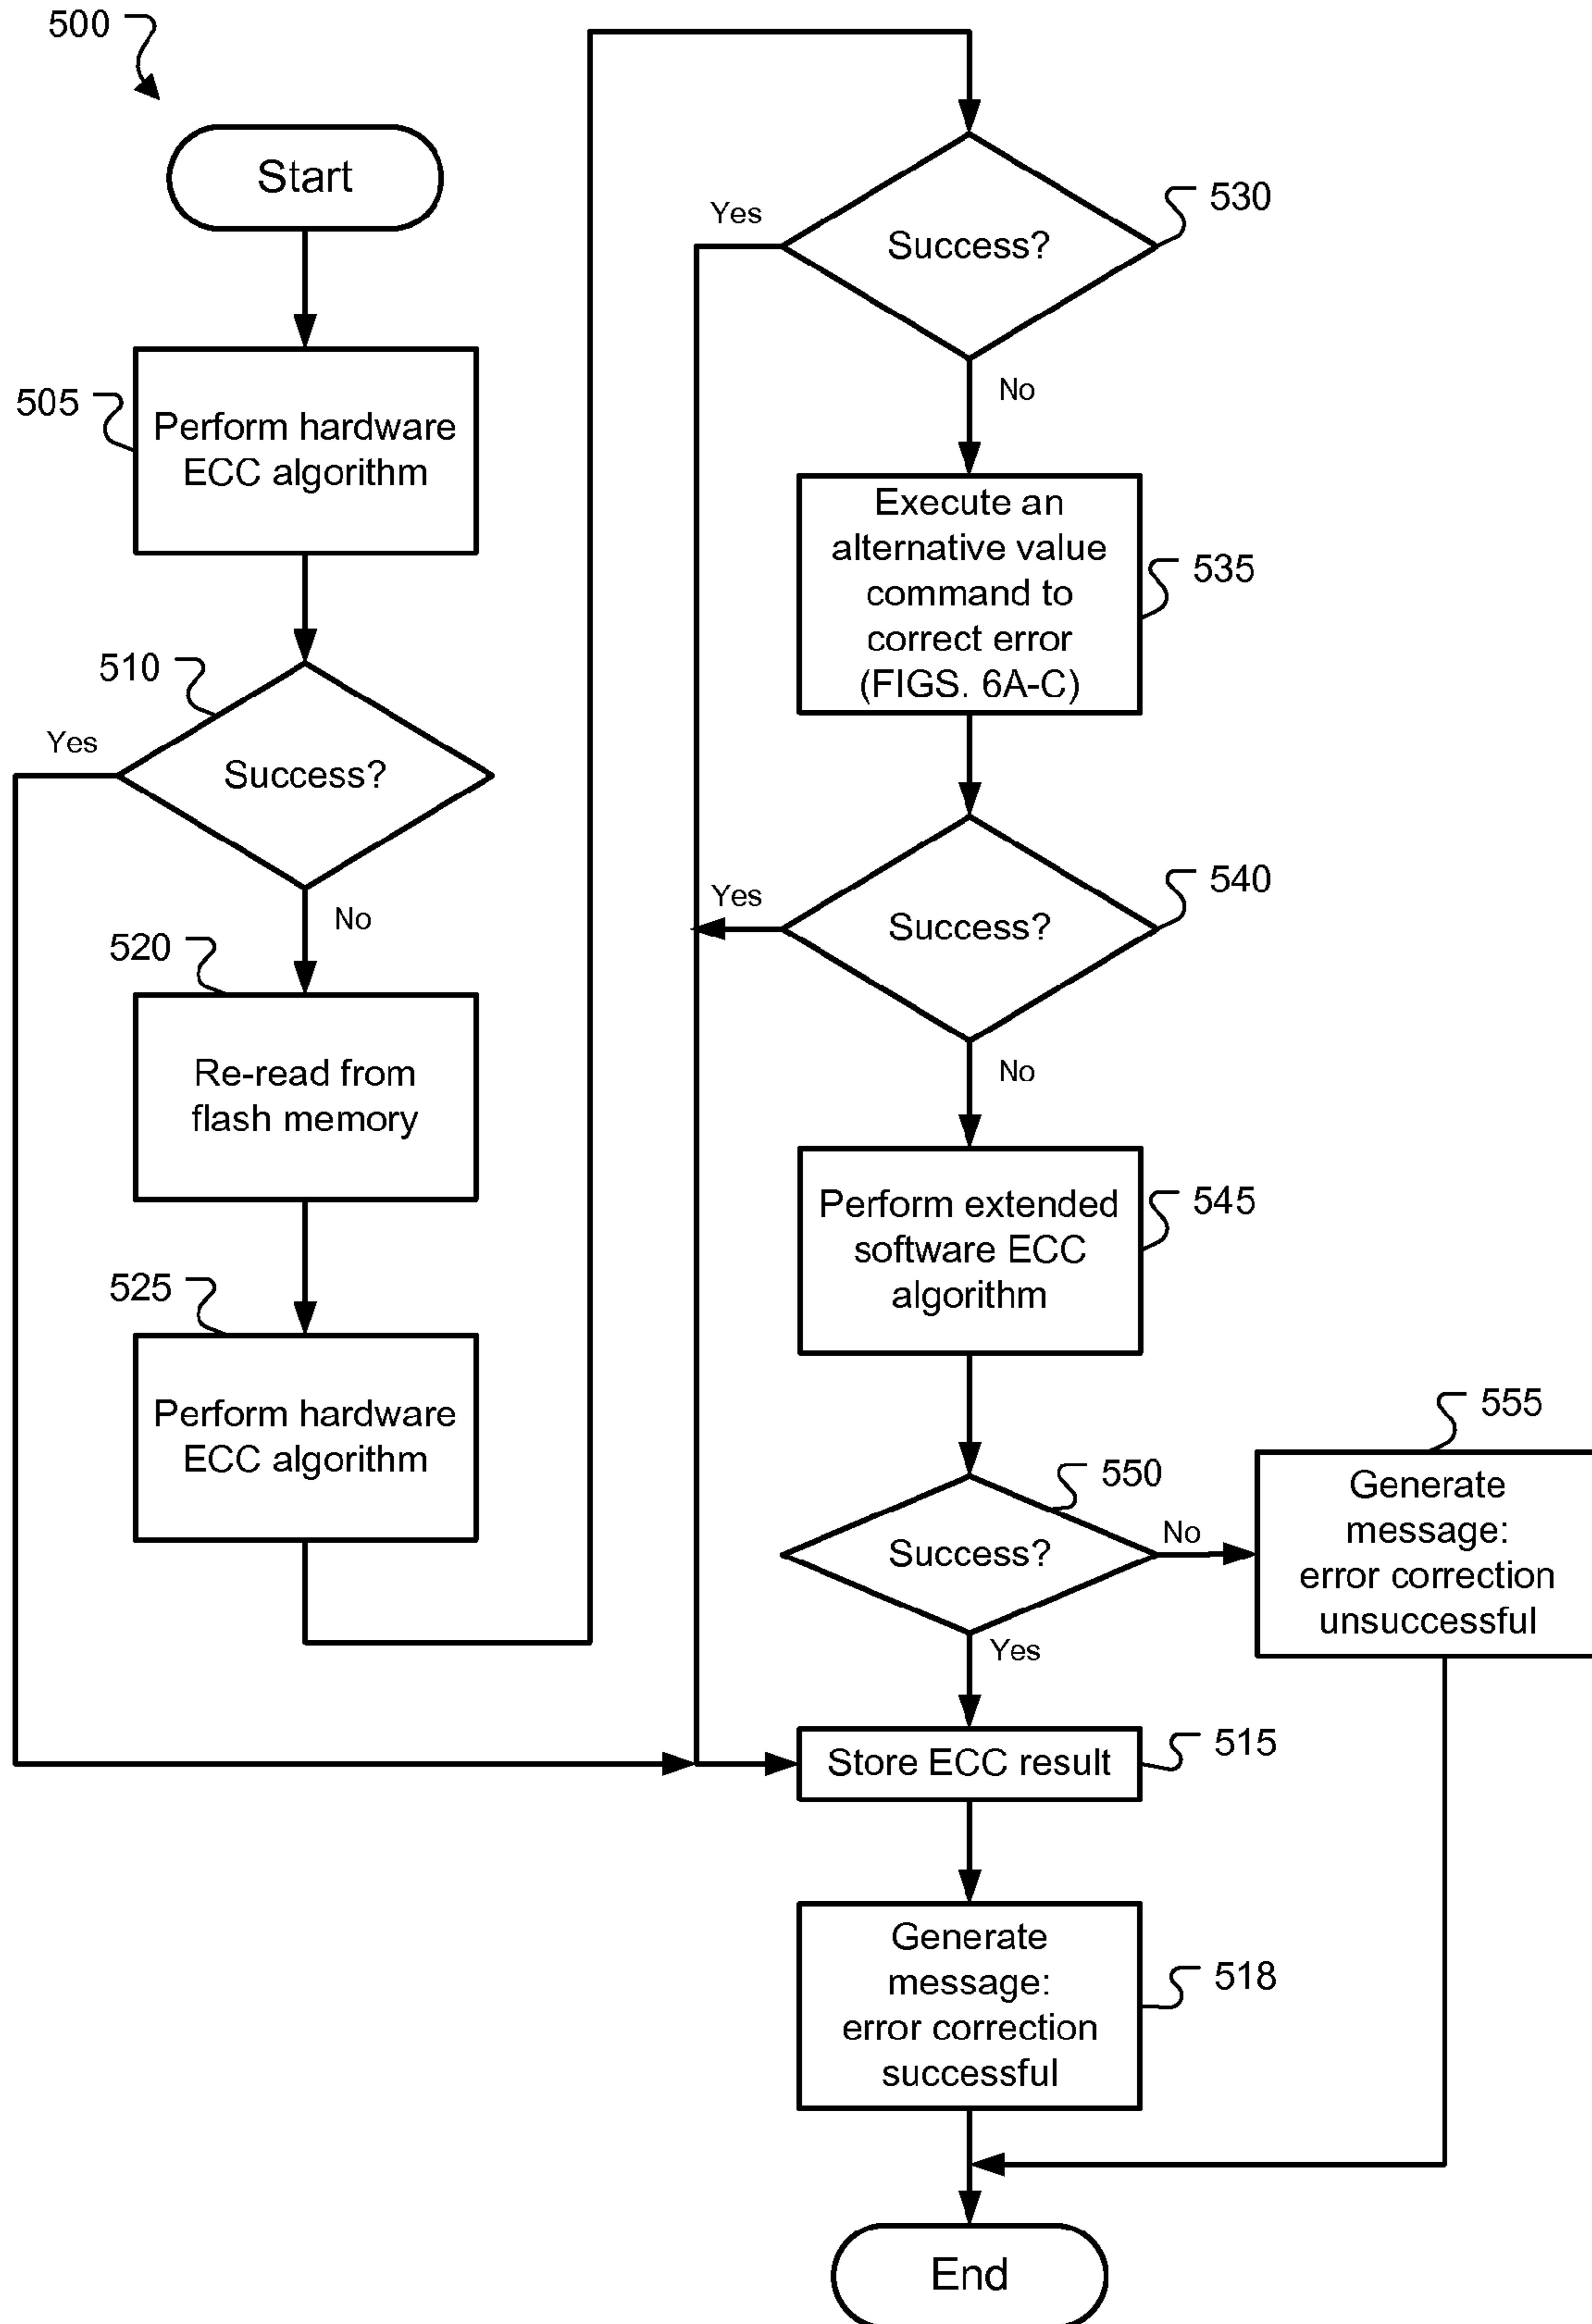 500
Start
505
Perform hardware
ECC algorithm
510
Yes
Success?
No
520
Re-read from
flash memory
525
Perform hardware
ECC algorithm
530
Yes
Success?
No
Execute an
alternative value
command to
correct error
(FIGS. 6A-C)
535
540
Yes
Success?
No
Perform extended
software ECC
algorithm
545
550
Success?
No
Yes
555
Generate
message:
error correction
unsuccessful
Store ECC result
515
Generate
message:
error correction
successful
518
End